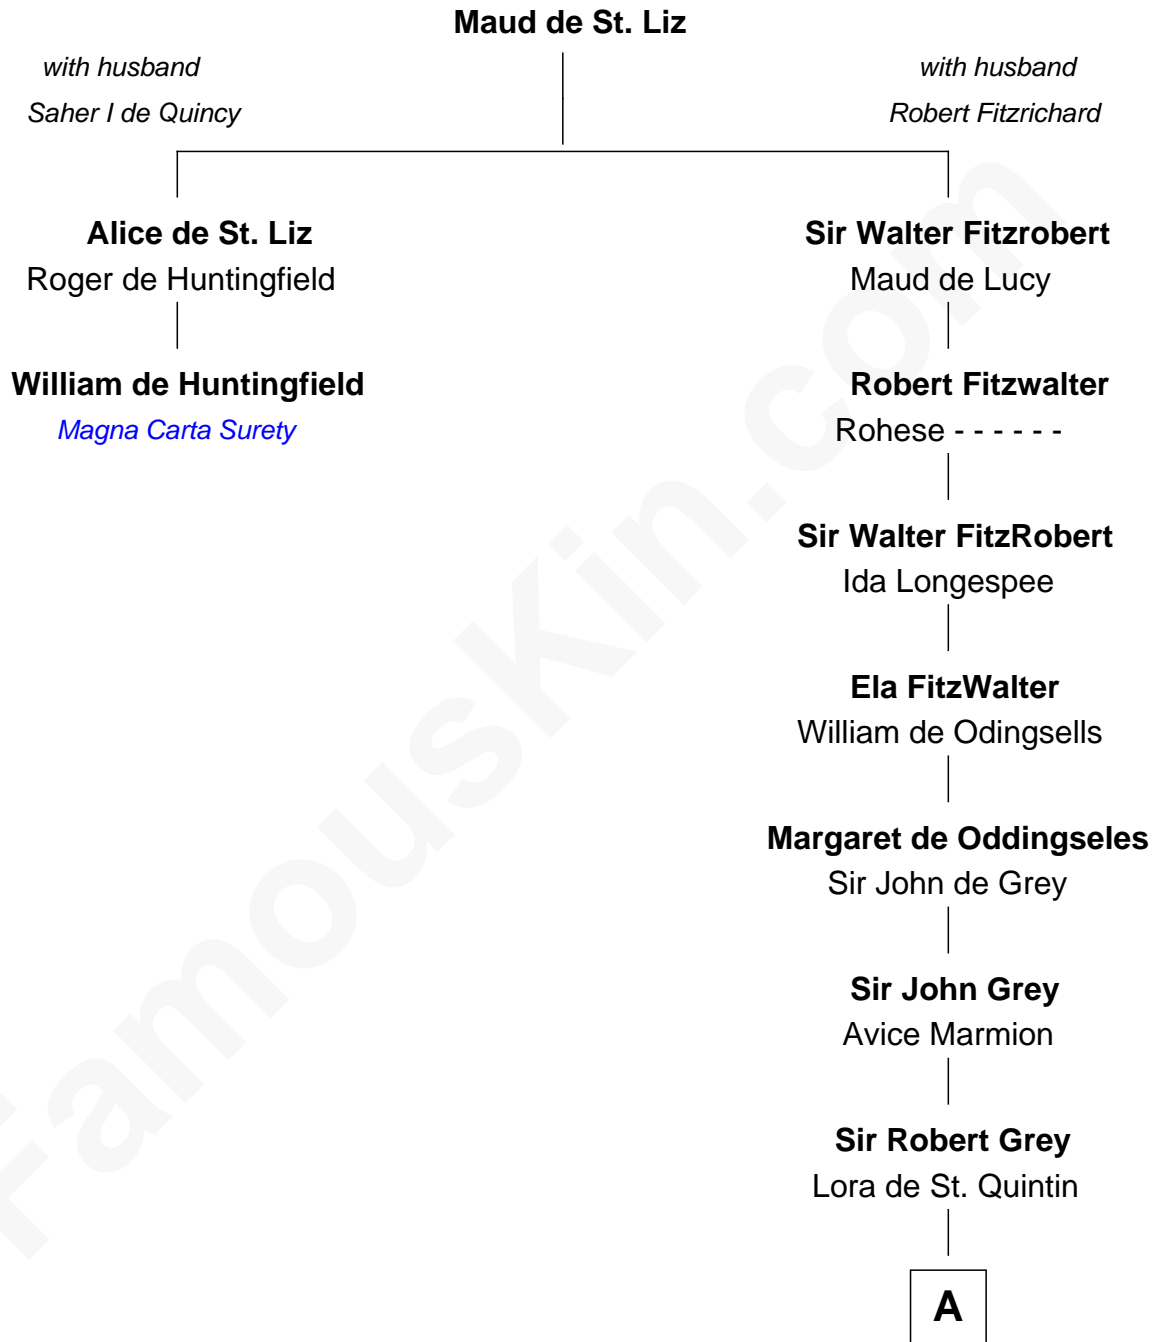 Maud de St. Liz
with husband
Saher I de Quincy
with husband
Robert Fitzrichard
Alice de St. Liz
Roger de Huntingfield
William de Huntingfield
Magna Carta Surety
Sir Walter Fitzrobert
Maud de Lucy
Robert Fitzwalter
Rohese - - - - - -
Sir Walter FitzRobert
Ida Longespee
Ela FitzWalter
William de Odingsells
Margaret de Oddingseles
Sir John de Grey
Sir John Grey
Avice Marmion
Sir Robert Grey
Lora de St. Quintin
A
FamousKin.com